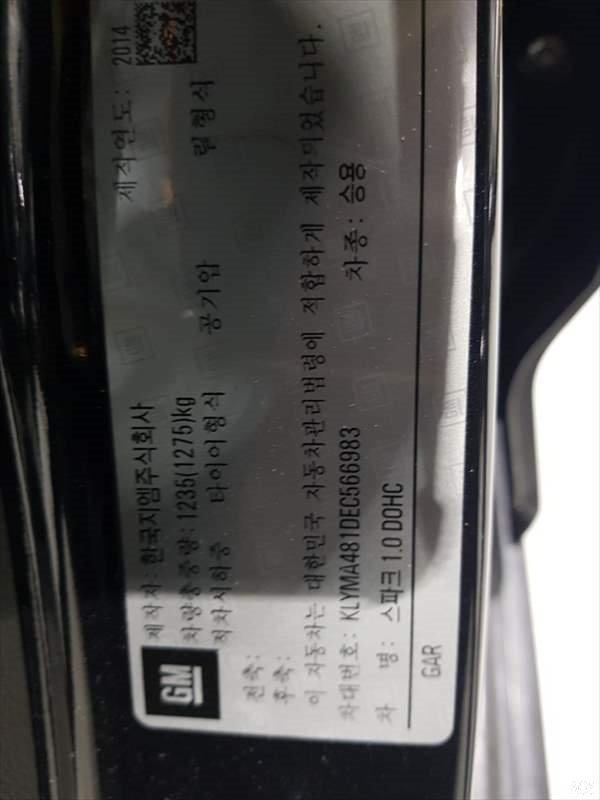 GM
제작자: 한국지엠주식회사 제작연도: 2014
차량총중량: 1235(1275)kg
적차시하중 타이어형식 공기압 림형식
전축:
후축:
이 자동차는 대한민국 자동차관리법령에 적합하게 제작되었습니다.
차대번호: KLYMA481DEC566983 차종: 승용
차 명: 스파크 1.0 DOHC
GAR